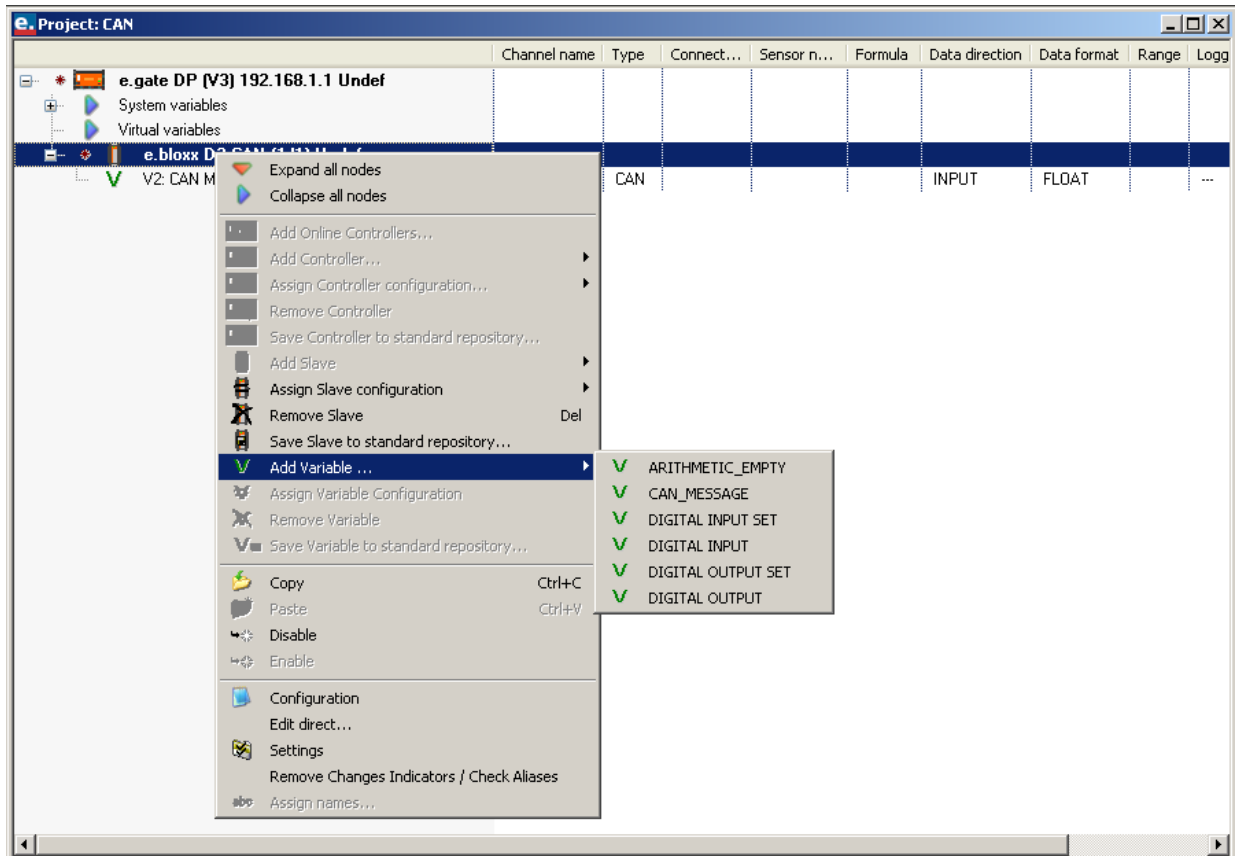 e. Project: CAN
Channel name Type Connect... Sensor n... Formula Data direction Data format Range Logg
e.gate DP (V3) 192.168.1.1 Undef
System variables
Virtual variables
e.bloxx
V2: CAN M CAN INPUT FLOAT ---
Expand all nodes
Collapse all nodes
Add Online Controllers...
Add Controller...
Assign Controller configuration...
Remove Controller
Save Controller to standard repository...
Add Slave
Assign Slave configuration
Remove Slave Del
Save Slave to standard repository...
Add Variable ...
Assign Variable Configuration
Remove Variable
Save Variable to standard repository...
Copy Ctrl+C
Paste Ctrl+V
Disable
Enable
Configuration
Edit direct...
Settings
Remove Changes Indicators / Check Aliases
abc Assign names...
ARITHMETIC_EMPTY
CAN_MESSAGE
DIGITAL INPUT SET
DIGITAL INPUT
DIGITAL OUTPUT SET
DIGITAL OUTPUT